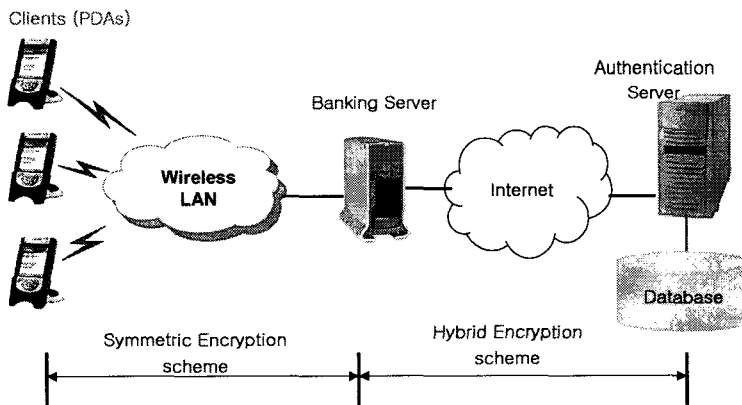 Clients (PDAs)
Authentication
Server
Banking Server
Wireless
LAN
Internet
Database
Symmetric Encryption
scheme
Hybrid Encryption
scheme